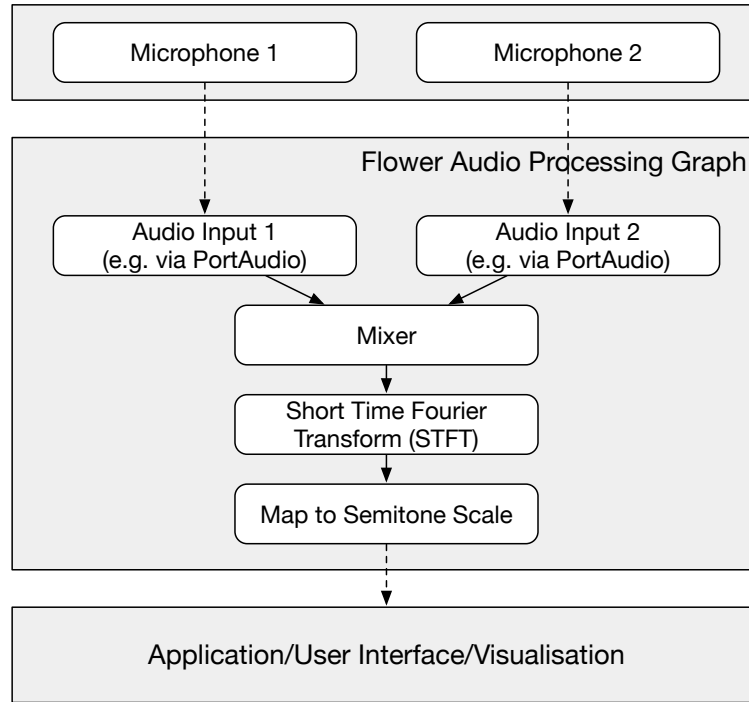 Microphone 1
Microphone 2
Flower Audio Processing Graph
Audio Input 1
(e.g. via PortAudio)
Audio Input 2
(e.g. via PortAudio)
Mixer
Short Time Fourier
Transform (STFT)
Map to Semitone Scale
Application/User Interface/Visualisation